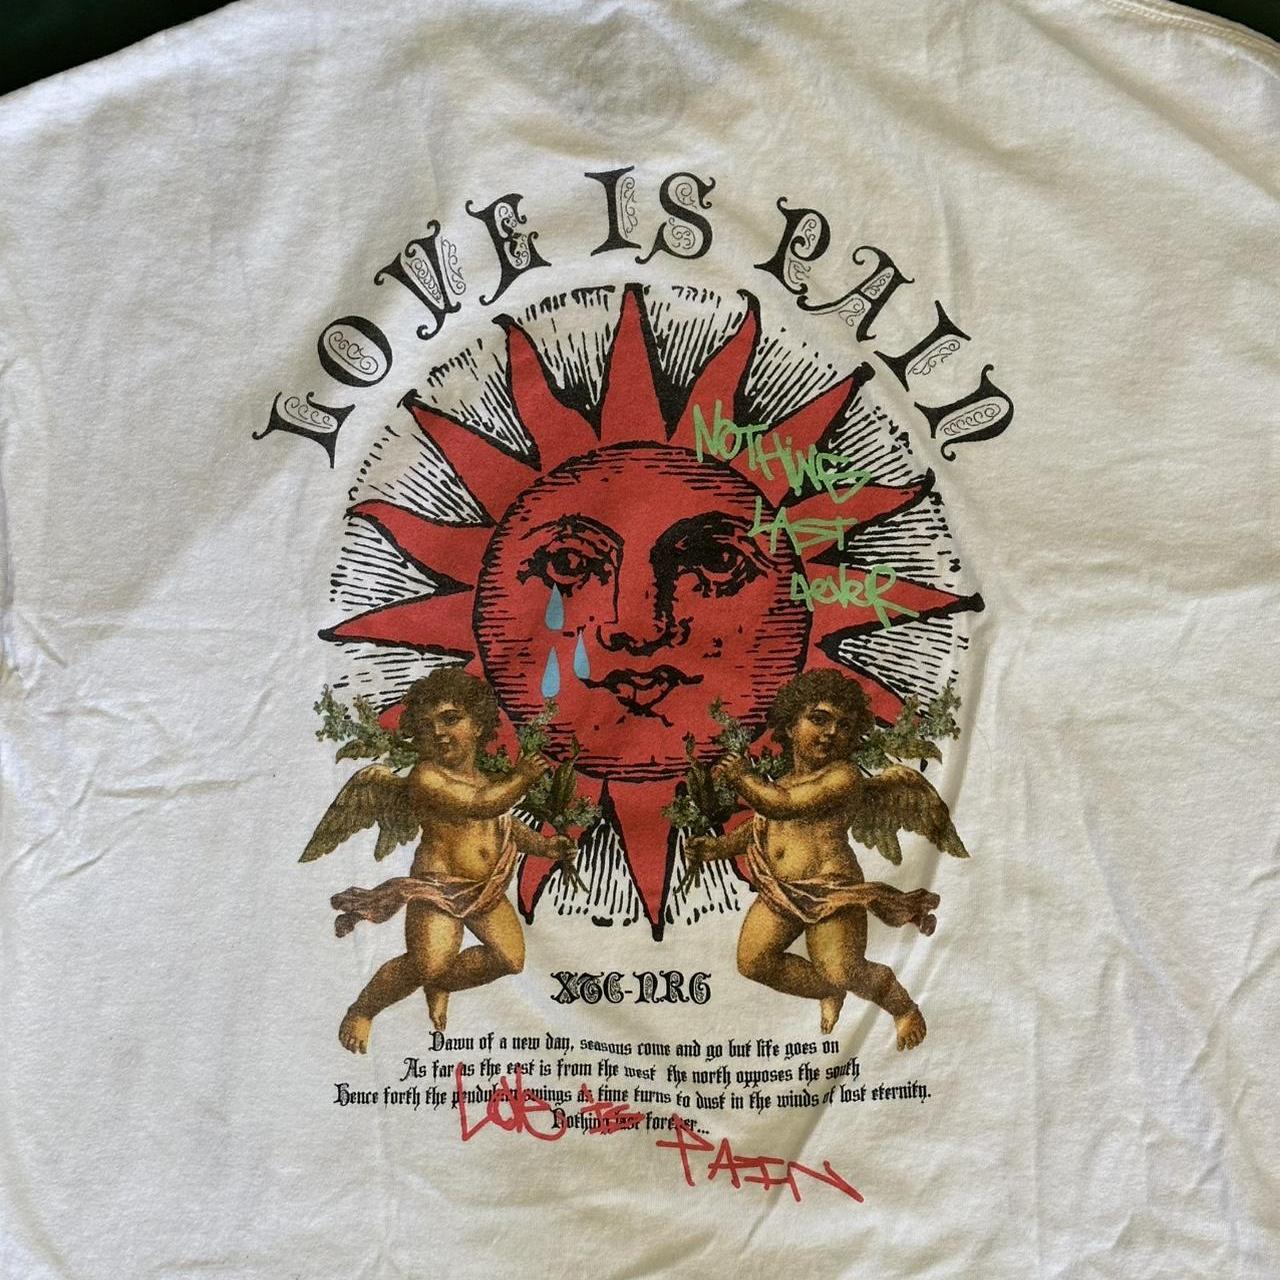 LOVE IS PAIN
NOTHING
LAST
4eveR
XTC-NRG
Dawn of a new day, seasons come and go but life goes on
As far as the east is from the west the north opposes the south
Hence forth the pendulum swings as time turns to dust in the winds of lost eternity.
Nothing last forever...
LOVE IS
PAIN